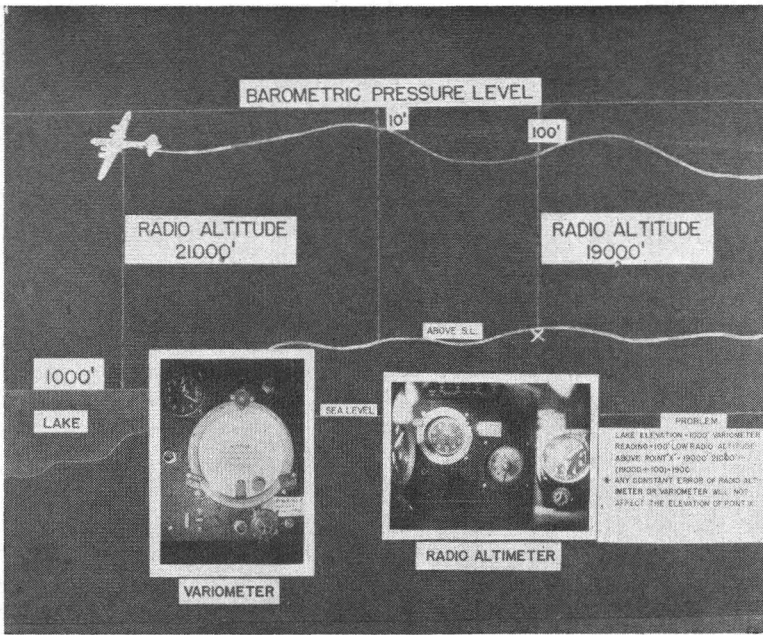 BAROMETRIC PRESSURE LEVEL
10'
100'
RADIO ALTITUDE
21000'
RADIO ALTITUDE
19000'
ABOVE S.L.
X
1000'
LAKE
SEA LEVEL
PROBLEM
LAKE ELEVATION = 1000' VARIOMETER
READING = 100' LOW RADIO ALTITUDE
ABOVE POINT "X" = 19000' 21000'
(19000 + 100) = 1900
* ANY CONSTANT ERROR OF RADIO ALT-
IMETER OR VARIOMETER WILL NOT
AFFECT THE ELEVATION OF POINT X
VARIOMETER
RADIO ALTIMETER